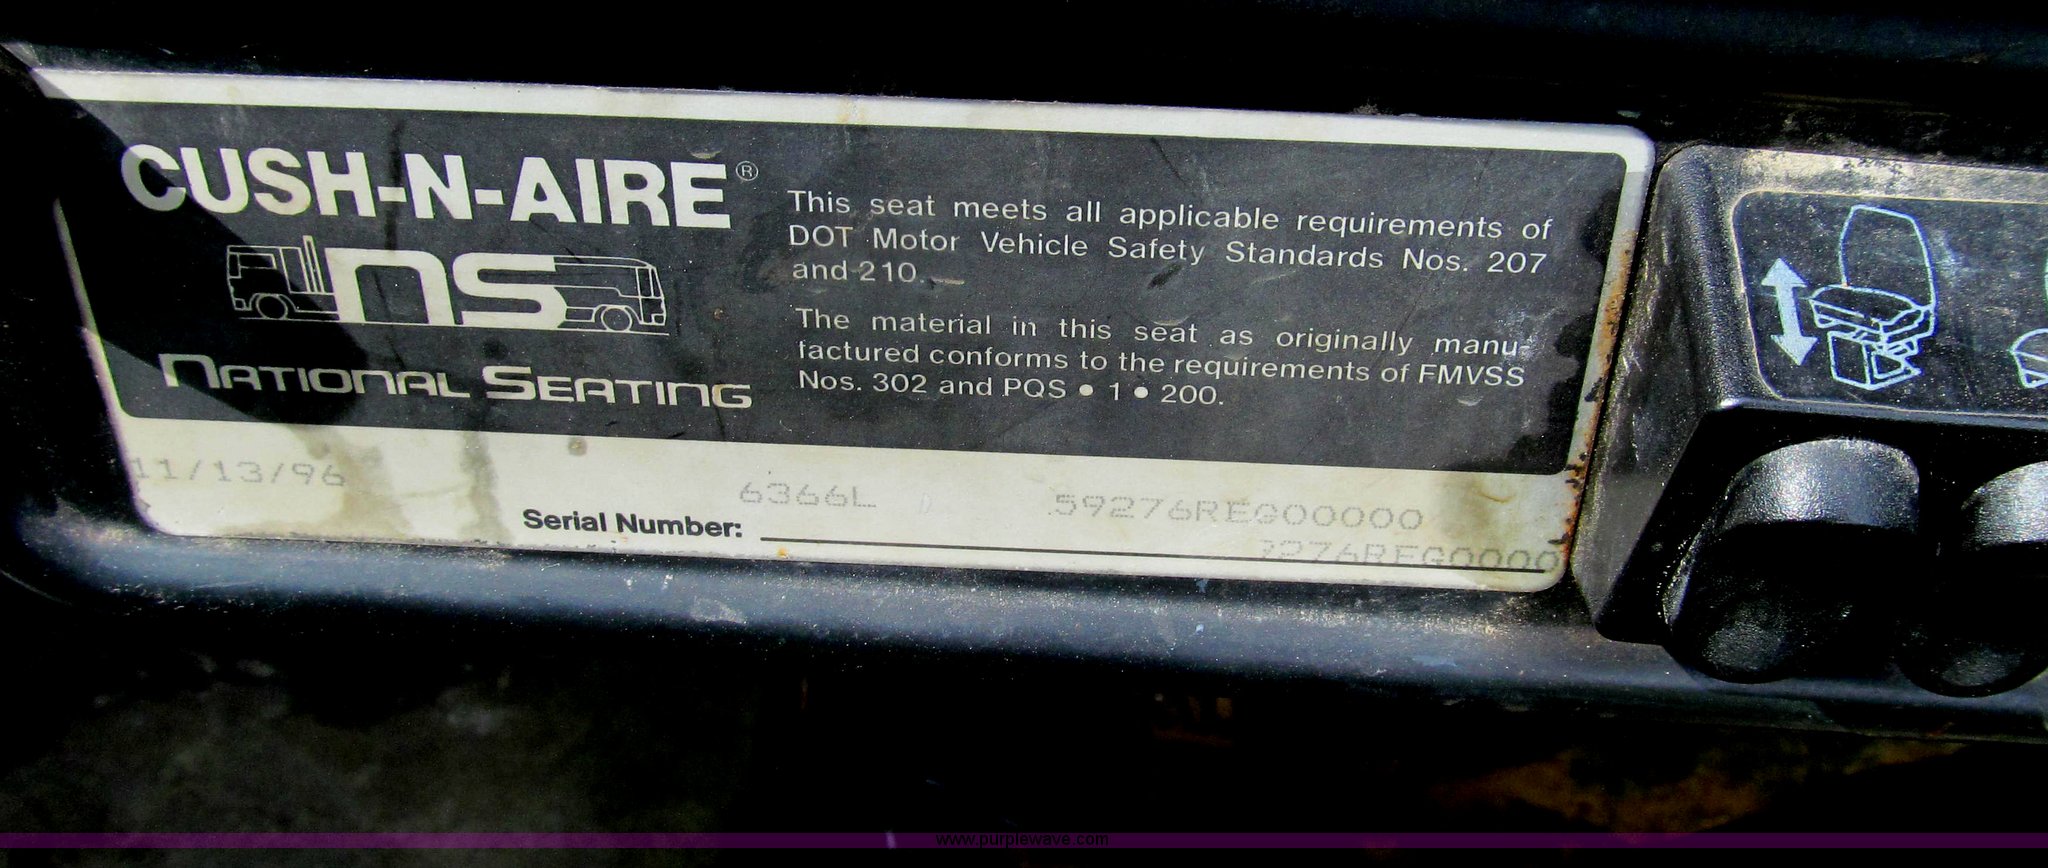 CUSH-N-AIRE®
ns
NATIONAL SEATING
This seat meets all applicable requirements of
DOT Motor Vehicle Safety Standards Nos. 207
and 210.
The material in this seat as originally manu-
factured conforms to the requirements of FMVSS
Nos. 302 and PQS • 1 • 200.
11/13/96
6366L
59276REG00000
Serial Number:
7276REG0000
www.purplewave.com